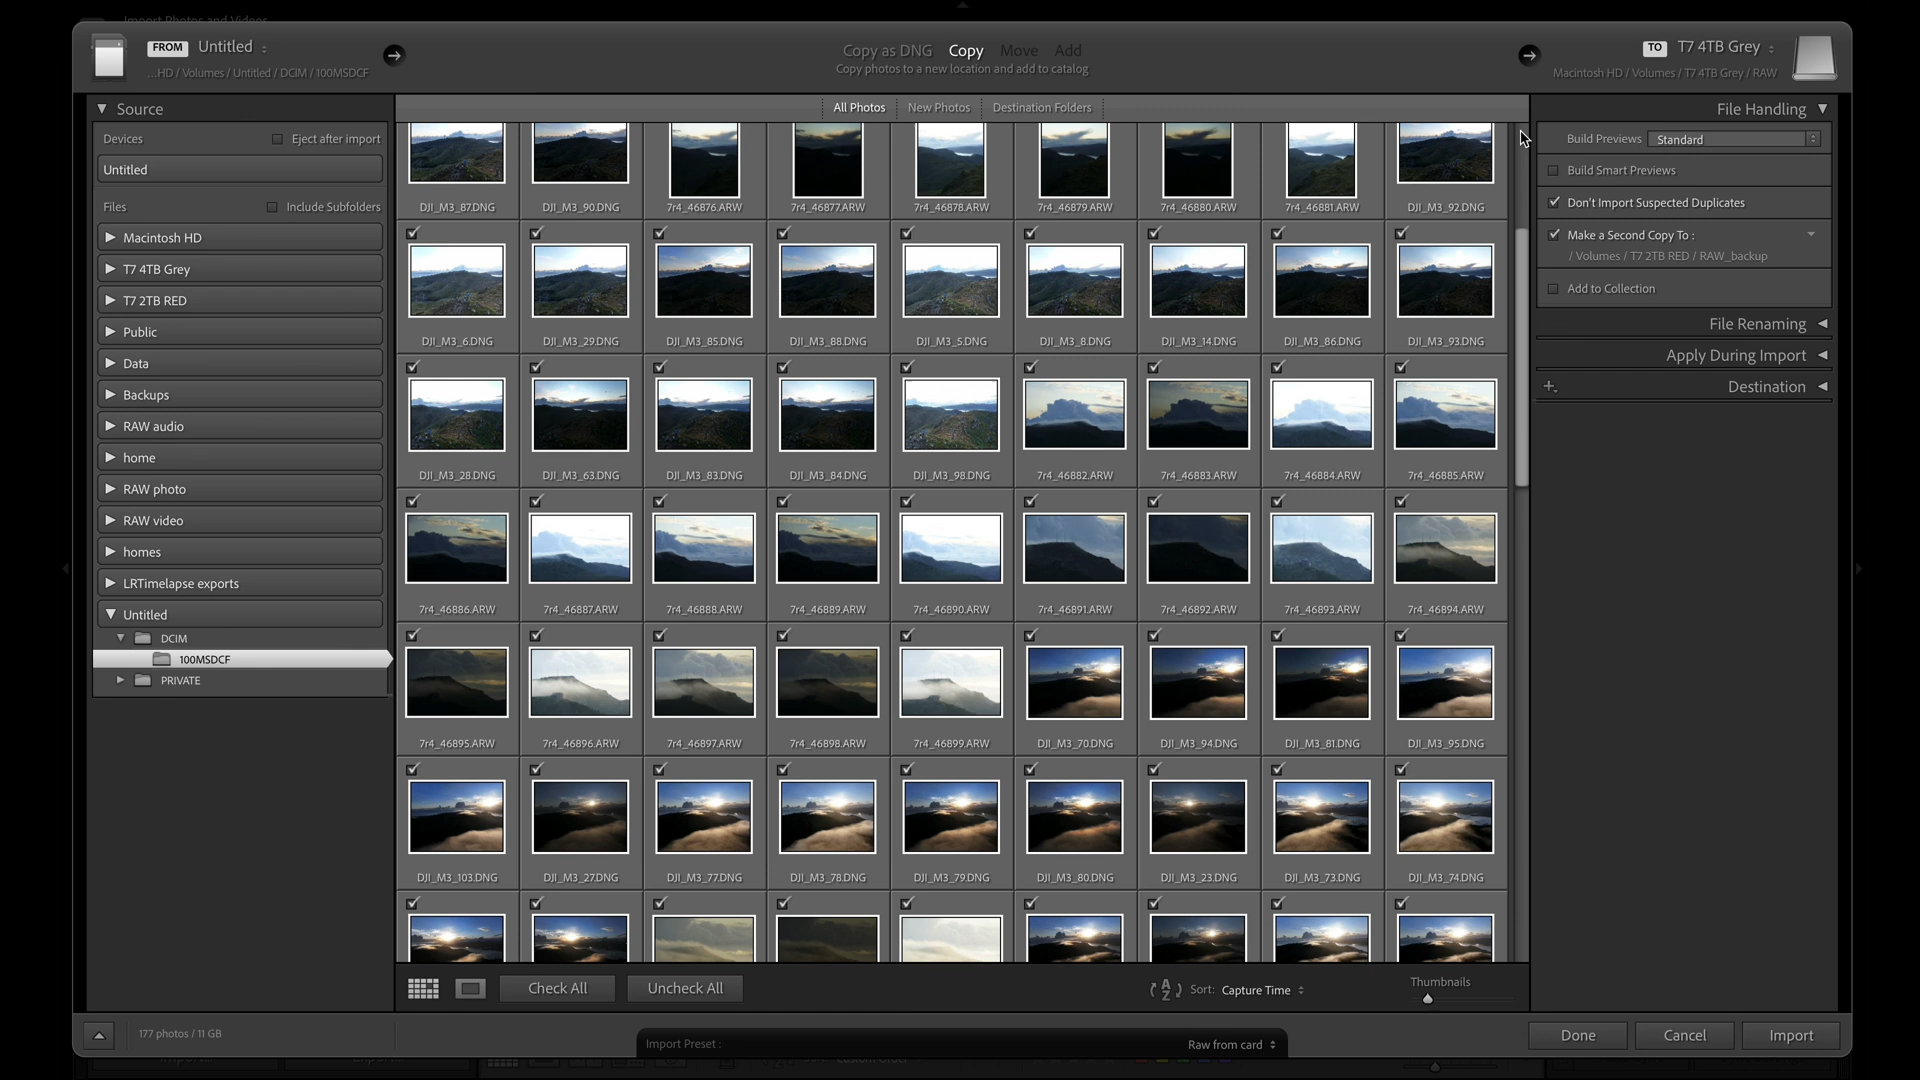 Import Photos and Videos
FROM Untitled
...HD / Volumes / Untitled / DCIM / 100MSDCF
Copy as DNG Copy Move Add
Copy photos to a new location and add to catalog
TO T7 4TB Grey
Macintosh HD / Volumes / T7 4TB Grey / RAW
Source
Devices Eject after import
Untitled
Files Include Subfolders
Macintosh HD
T7 4TB Grey
T7 2TB RED
Public
Data
Backups
RAW audio
home
RAW photo
RAW video
homes
LRTimelapse exports
Untitled
DCIM
100MSDCF
PRIVATE
All Photos New Photos Destination Folders
DJI_M3_87.DNG DJI_M3_90.DNG 7r4_46876.ARW 7r4_46877.ARW 7r4_46878.ARW 7r4_46879.ARW 7r4_46880.ARW 7r4_46881.ARW DJI_M3_92.DNG
DJI_M3_6.DNG DJI_M3_29.DNG DJI_M3_85.DNG DJI_M3_88.DNG DJI_M3_5.DNG DJI_M3_8.DNG DJI_M3_14.DNG DJI_M3_86.DNG DJI_M3_93.DNG
DJI_M3_28.DNG DJI_M3_63.DNG DJI_M3_83.DNG DJI_M3_84.DNG DJI_M3_98.DNG 7r4_46882.ARW 7r4_46883.ARW 7r4_46884.ARW 7r4_46885.ARW
7r4_46886.ARW 7r4_46887.ARW 7r4_46888.ARW 7r4_46889.ARW 7r4_46890.ARW 7r4_46891.ARW 7r4_46892.ARW 7r4_46893.ARW 7r4_46894.ARW
7r4_46895.ARW 7r4_46896.ARW 7r4_46897.ARW 7r4_46898.ARW 7r4_46899.ARW DJI_M3_70.DNG DJI_M3_94.DNG DJI_M3_81.DNG DJI_M3_95.DNG
DJI_M3_103.DNG DJI_M3_27.DNG DJI_M3_77.DNG DJI_M3_78.DNG DJI_M3_79.DNG DJI_M3_80.DNG DJI_M3_23.DNG DJI_M3_73.DNG DJI_M3_74.DNG
Check All Uncheck All
A Z Sort: Capture Time
Thumbnails
File Handling
Build Previews Standard
Build Smart Previews
Don't Import Suspected Duplicates
Make a Second Copy To :
/ Volumes / T7 2TB RED / RAW_backup
Add to Collection
File Renaming
Apply During Import
Destination
177 photos / 11 GB
Import Preset : Raw from card
Done Cancel Import
Custom Order